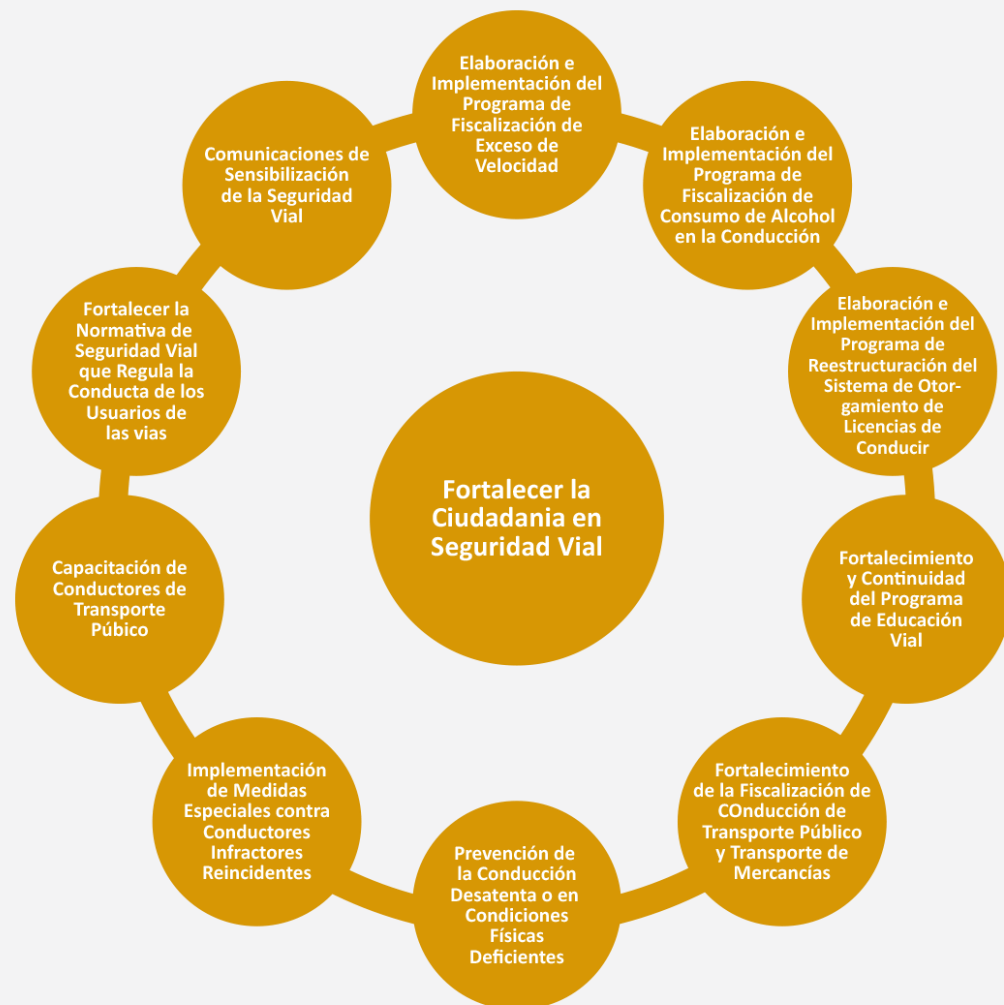 Elaboración e
Implementación del
Programa de
Fiscalización de
Exceso de
Velocidad
Elaboración e
Implementación del
Programa de
Fiscalización de
Consumo de Alcohol
en la Conducción
Elaboración e
Implementación del
Programa de
Reestructuración del
Sistema de Otor-
gamiento de
Licencias de
Conducir
Fortalecimiento
y Continuidad
del Programa
de Educación
Vial
Fortalecimiento
de la Fiscalización de
COnducción de
Transporte Público
y Transporte de
Mercancías
Prevención de
la Conducción
Desatenta o en
Condiciones
Físicas
Deficientes
Implementación
de Medidas
Especiales contra
Conductores
Infractores
Reincidentes
Capacitación de
Conductores de
Transporte
Púbico
Fortalecer la
Normativa de
Seguridad Vial
que Regula la
Conducta de los
Usuarios de
las vias
Comunicaciones de
Sensibilización
de la Seguridad
Vial
Fortalecer la
Ciudadania en
Seguridad Vial